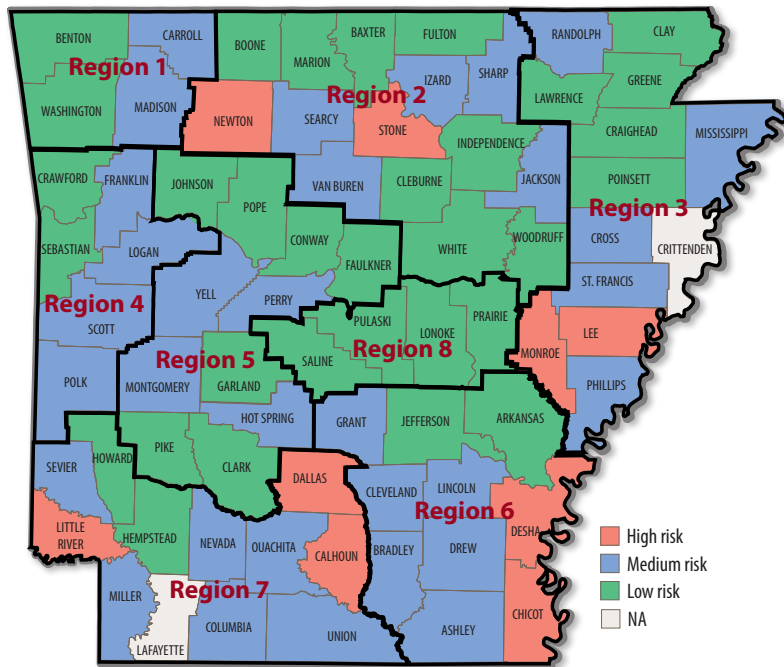 BENTON
CARROLL
BOONE
MARION
BAXTER
FULTON
RANDOLPH
CLAY
Region 1
WASHINGTON
MADISON
NEWTON
SEARCY
Region 2
STONE
IZARD
SHARP
LAWRENCE
GREENE
CRAIGHEAD
MISSISSIPPI
INDEPENDENCE
CRAWFORD
FRANKLIN
JOHNSON
POPE
VAN BUREN
CLEBURNE
JACKSON
POINSETT
Region 3
SEBASTIAN
LOGAN
CONWAY
FAULKNER
WHITE
WOODRUFF
CROSS
CRITTENDEN
Region 4
SCOTT
YELL
PERRY
ST. FRANCIS
PULASKI
LONOKE
PRAIRIE
MONROE
LEE
POLK
Region 5
MONTGOMERY
GARLAND
SALINE
Region 8
PHILLIPS
HOT SPRING
GRANT
JEFFERSON
ARKANSAS
SEVIER
HOWARD
PIKE
CLARK
DALLAS
CLEVELAND
LINCOLN
Region 6
DESHA
LITTLE
RIVER
HEMPSTEAD
NEVADA
OUACHITA
CALHOUN
BRADLEY
DREW
Region 7
MILLER
LAFAYETTE
COLUMBIA
UNION
ASHLEY
CHICOT
High risk
Medium risk
Low risk
NA